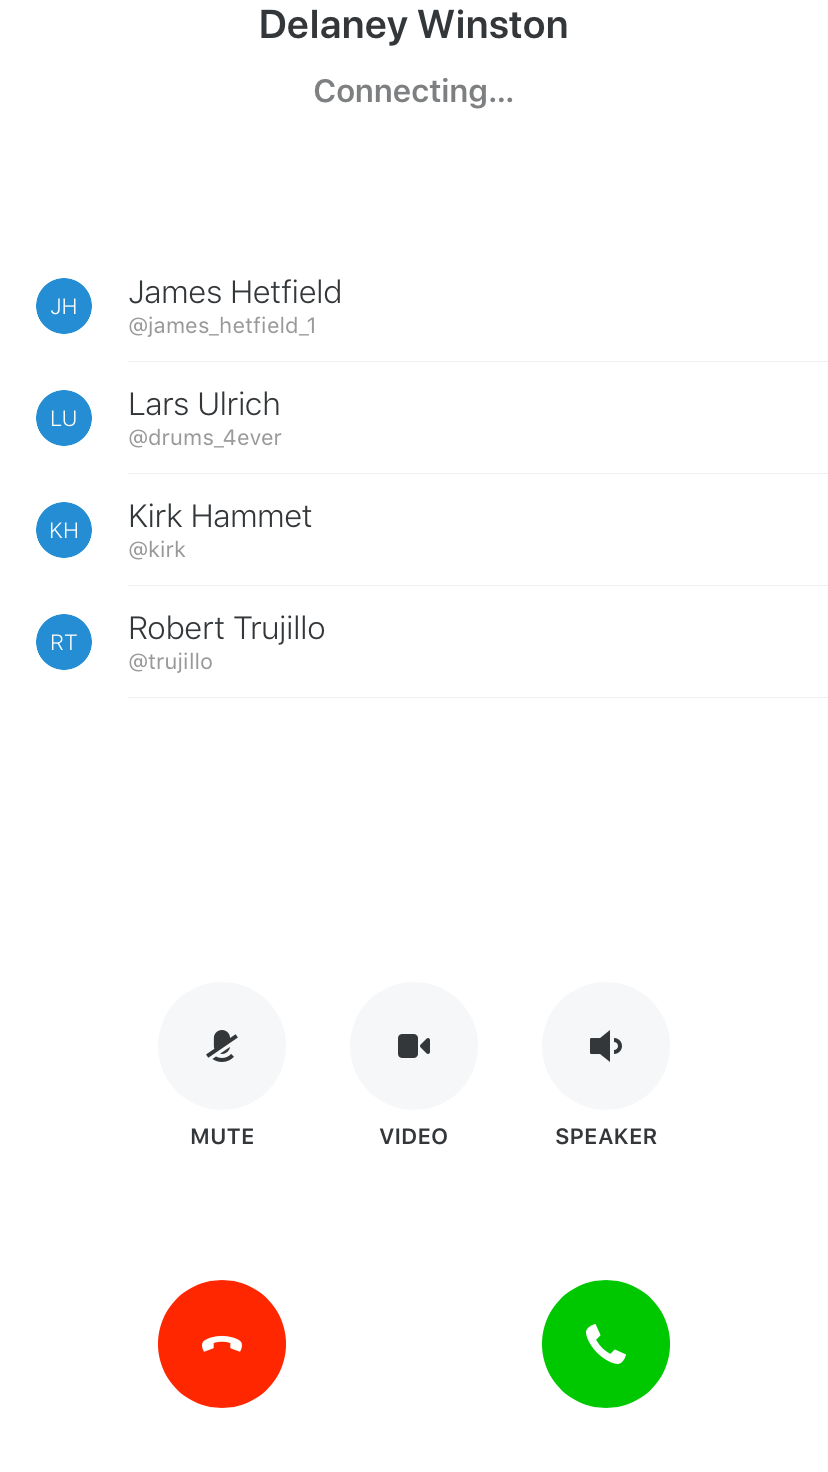 Delaney Winston
Connecting...
JH
James Hetfield
@james_hetfield_1
LU
Lars Ulrich
@drums_4ever
KH
Kirk Hammet
@kirk
RT
Robert Trujillo
@trujillo
MUTE
VIDEO
SPEAKER